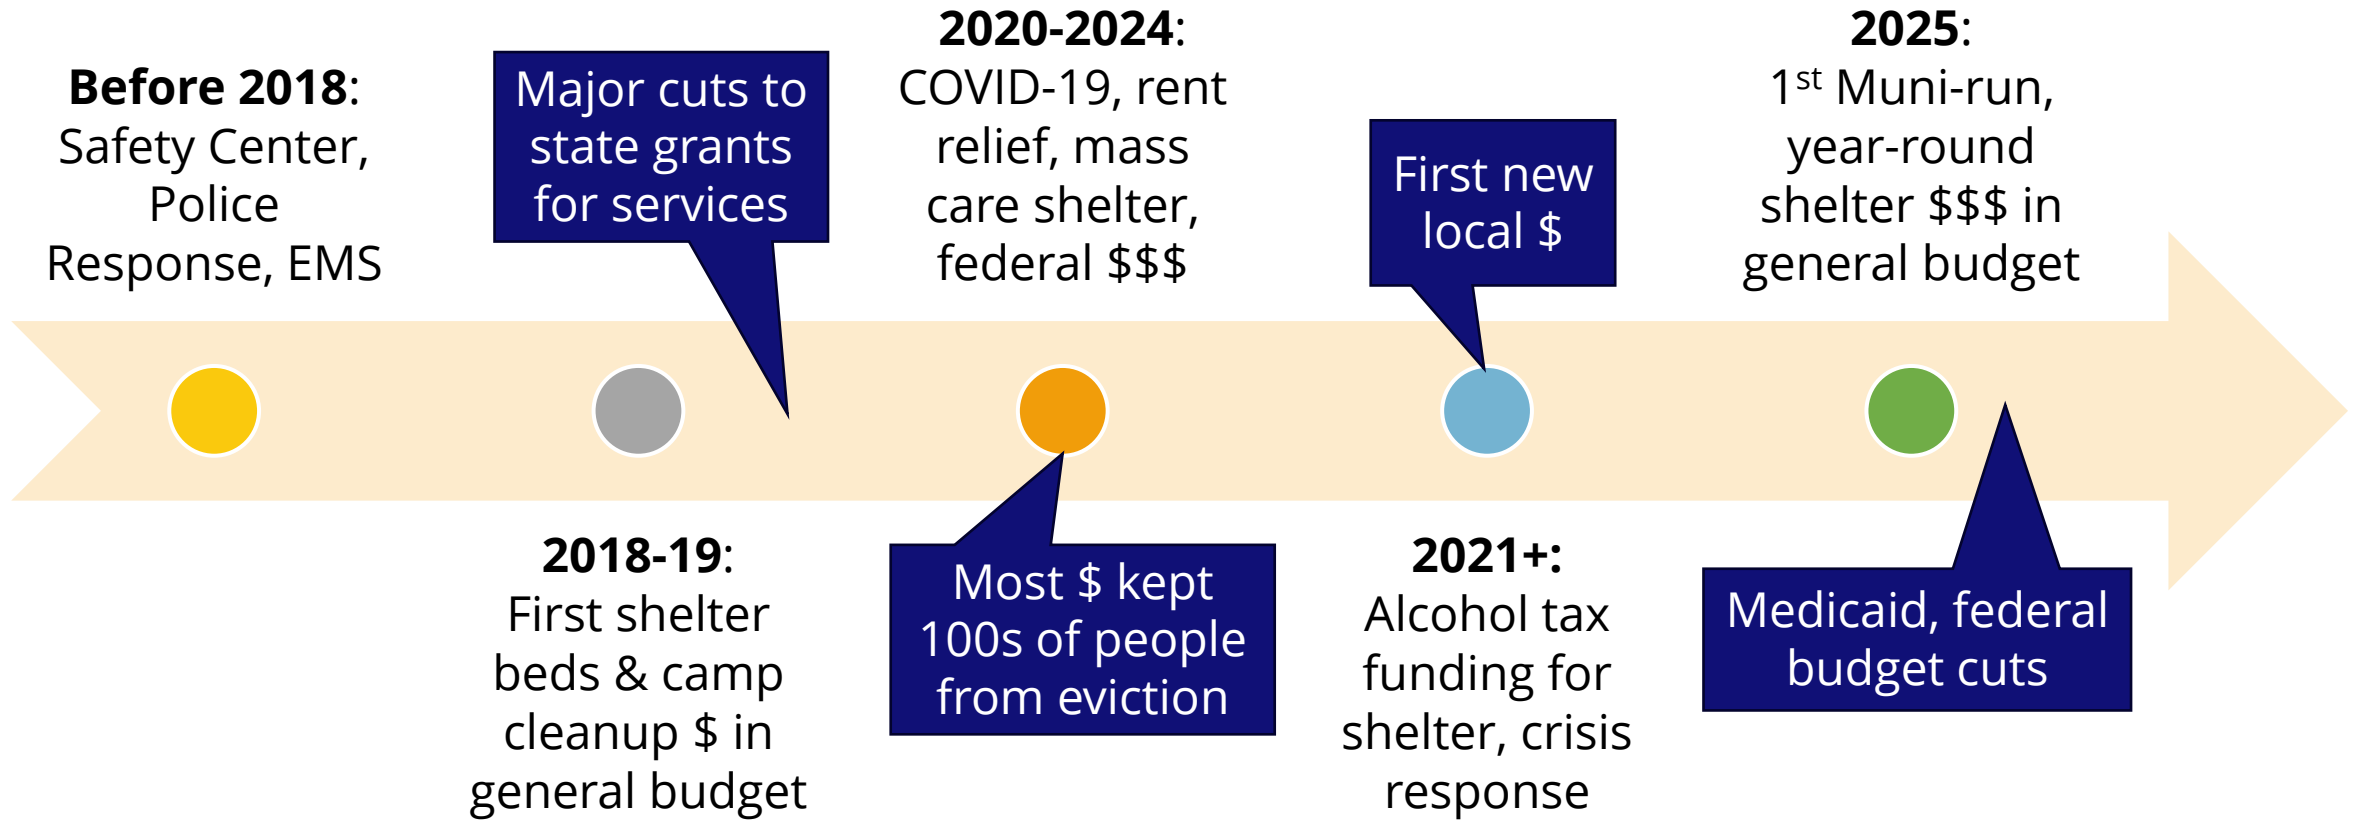 Before 2018:
Safety Center,
Police
Response, EMS
Major cuts to
state grants
for services
2020-2024:
COVID-19, rent
relief, mass
care shelter,
federal $$$
First new
local $
2025:
1st Muni-run,
year-round
shelter $$$ in
general budget
2018-19:
First shelter
beds & camp
cleanup $ in
general budget
Most $ kept
100s of people
from eviction
2021+:
Alcohol tax
funding for
shelter, crisis
response
Medicaid, federal
budget cuts